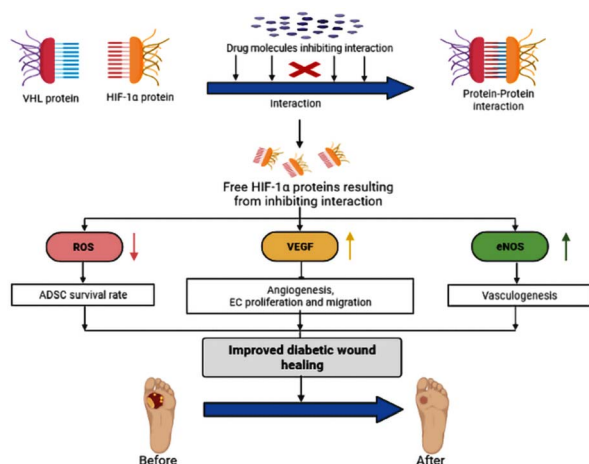 Drug molecules inhibiting interaction
VHL protein
HIF-1α protein
Interaction
Protein-Protein
interaction
Free HIF-1α proteins resulting
from inhibiting interaction
ROS
VEGF
eNOS
ADSC survival rate
Angiogenesis,
EC proliferation and migration
Vasculogenesis
Improved diabetic wound
healing
Before
After